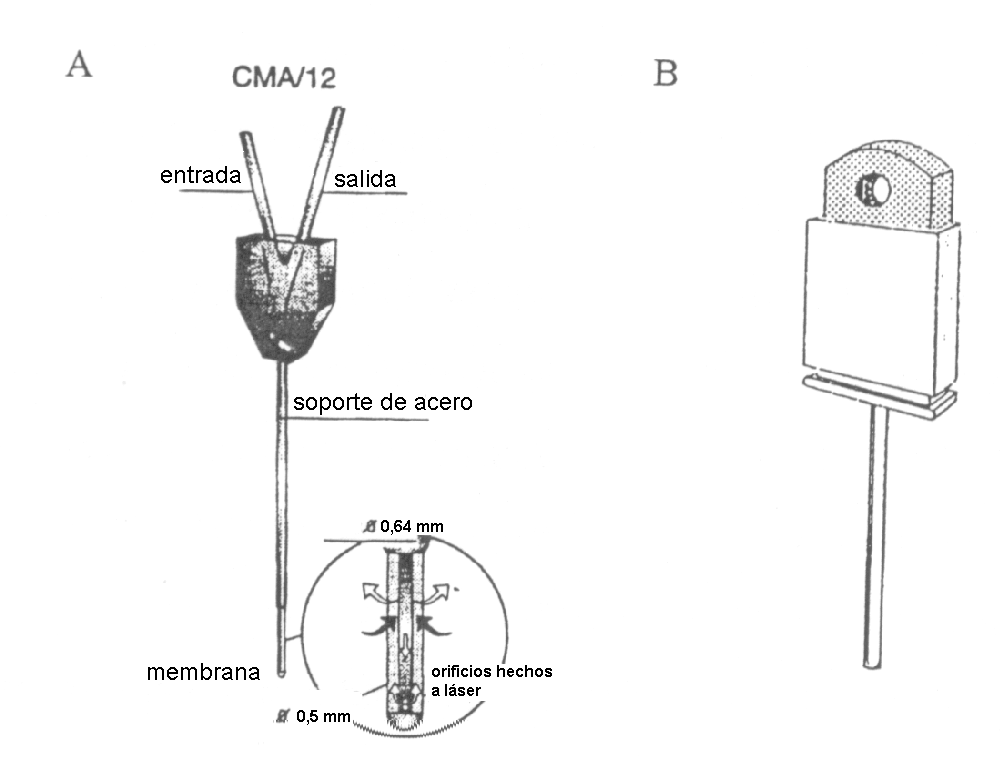 A
CMA/12
B
entrada
salida
soporte de acero
Ø 0,64 mm
membrana
orificios hechos
a láser
Ø 0,5 mm